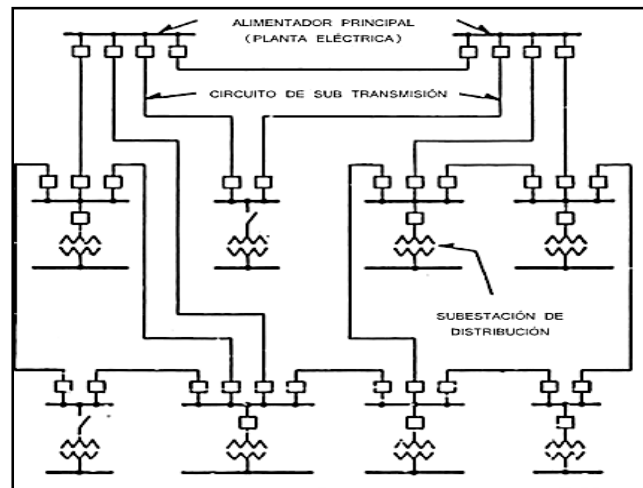 ALIMENTADOR PRINCIPAL
(PLANTA ELÉCTRICA)
CIRCUITO DE SUB TRANSMISIÓN
SUBESTACIÓN DE
DISTRIBUCIÓN